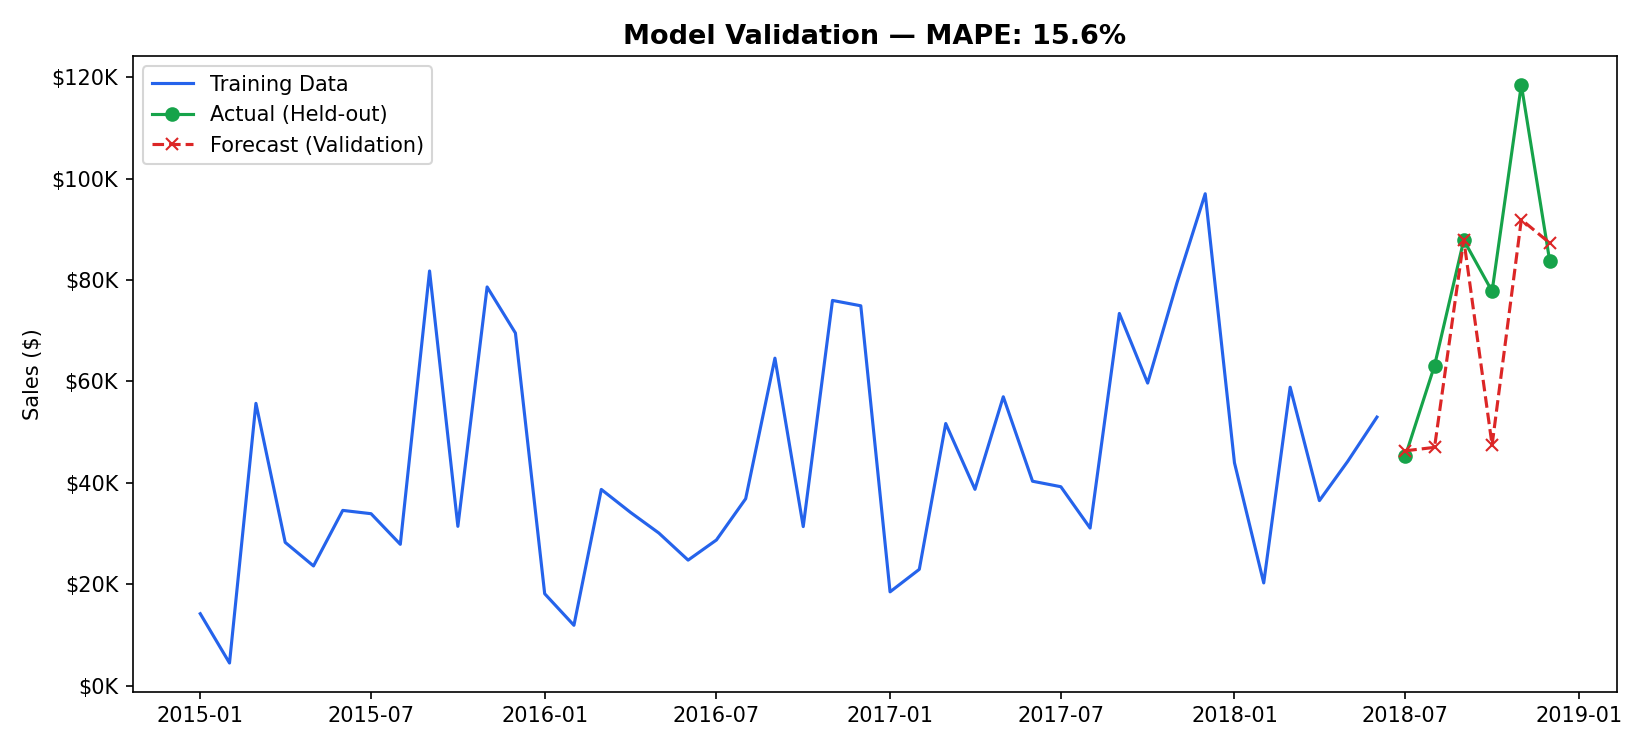 Model Validation — MAPE: 15.6%
Training Data
Actual (Held-out)
Forecast (Validation)
Sales ($)
$120K
$100K
$80K
$60K
$40K
$20K
$0K
2015-01
2015-07
2016-01
2016-07
2017-01
2017-07
2018-01
2018-07
2019-01